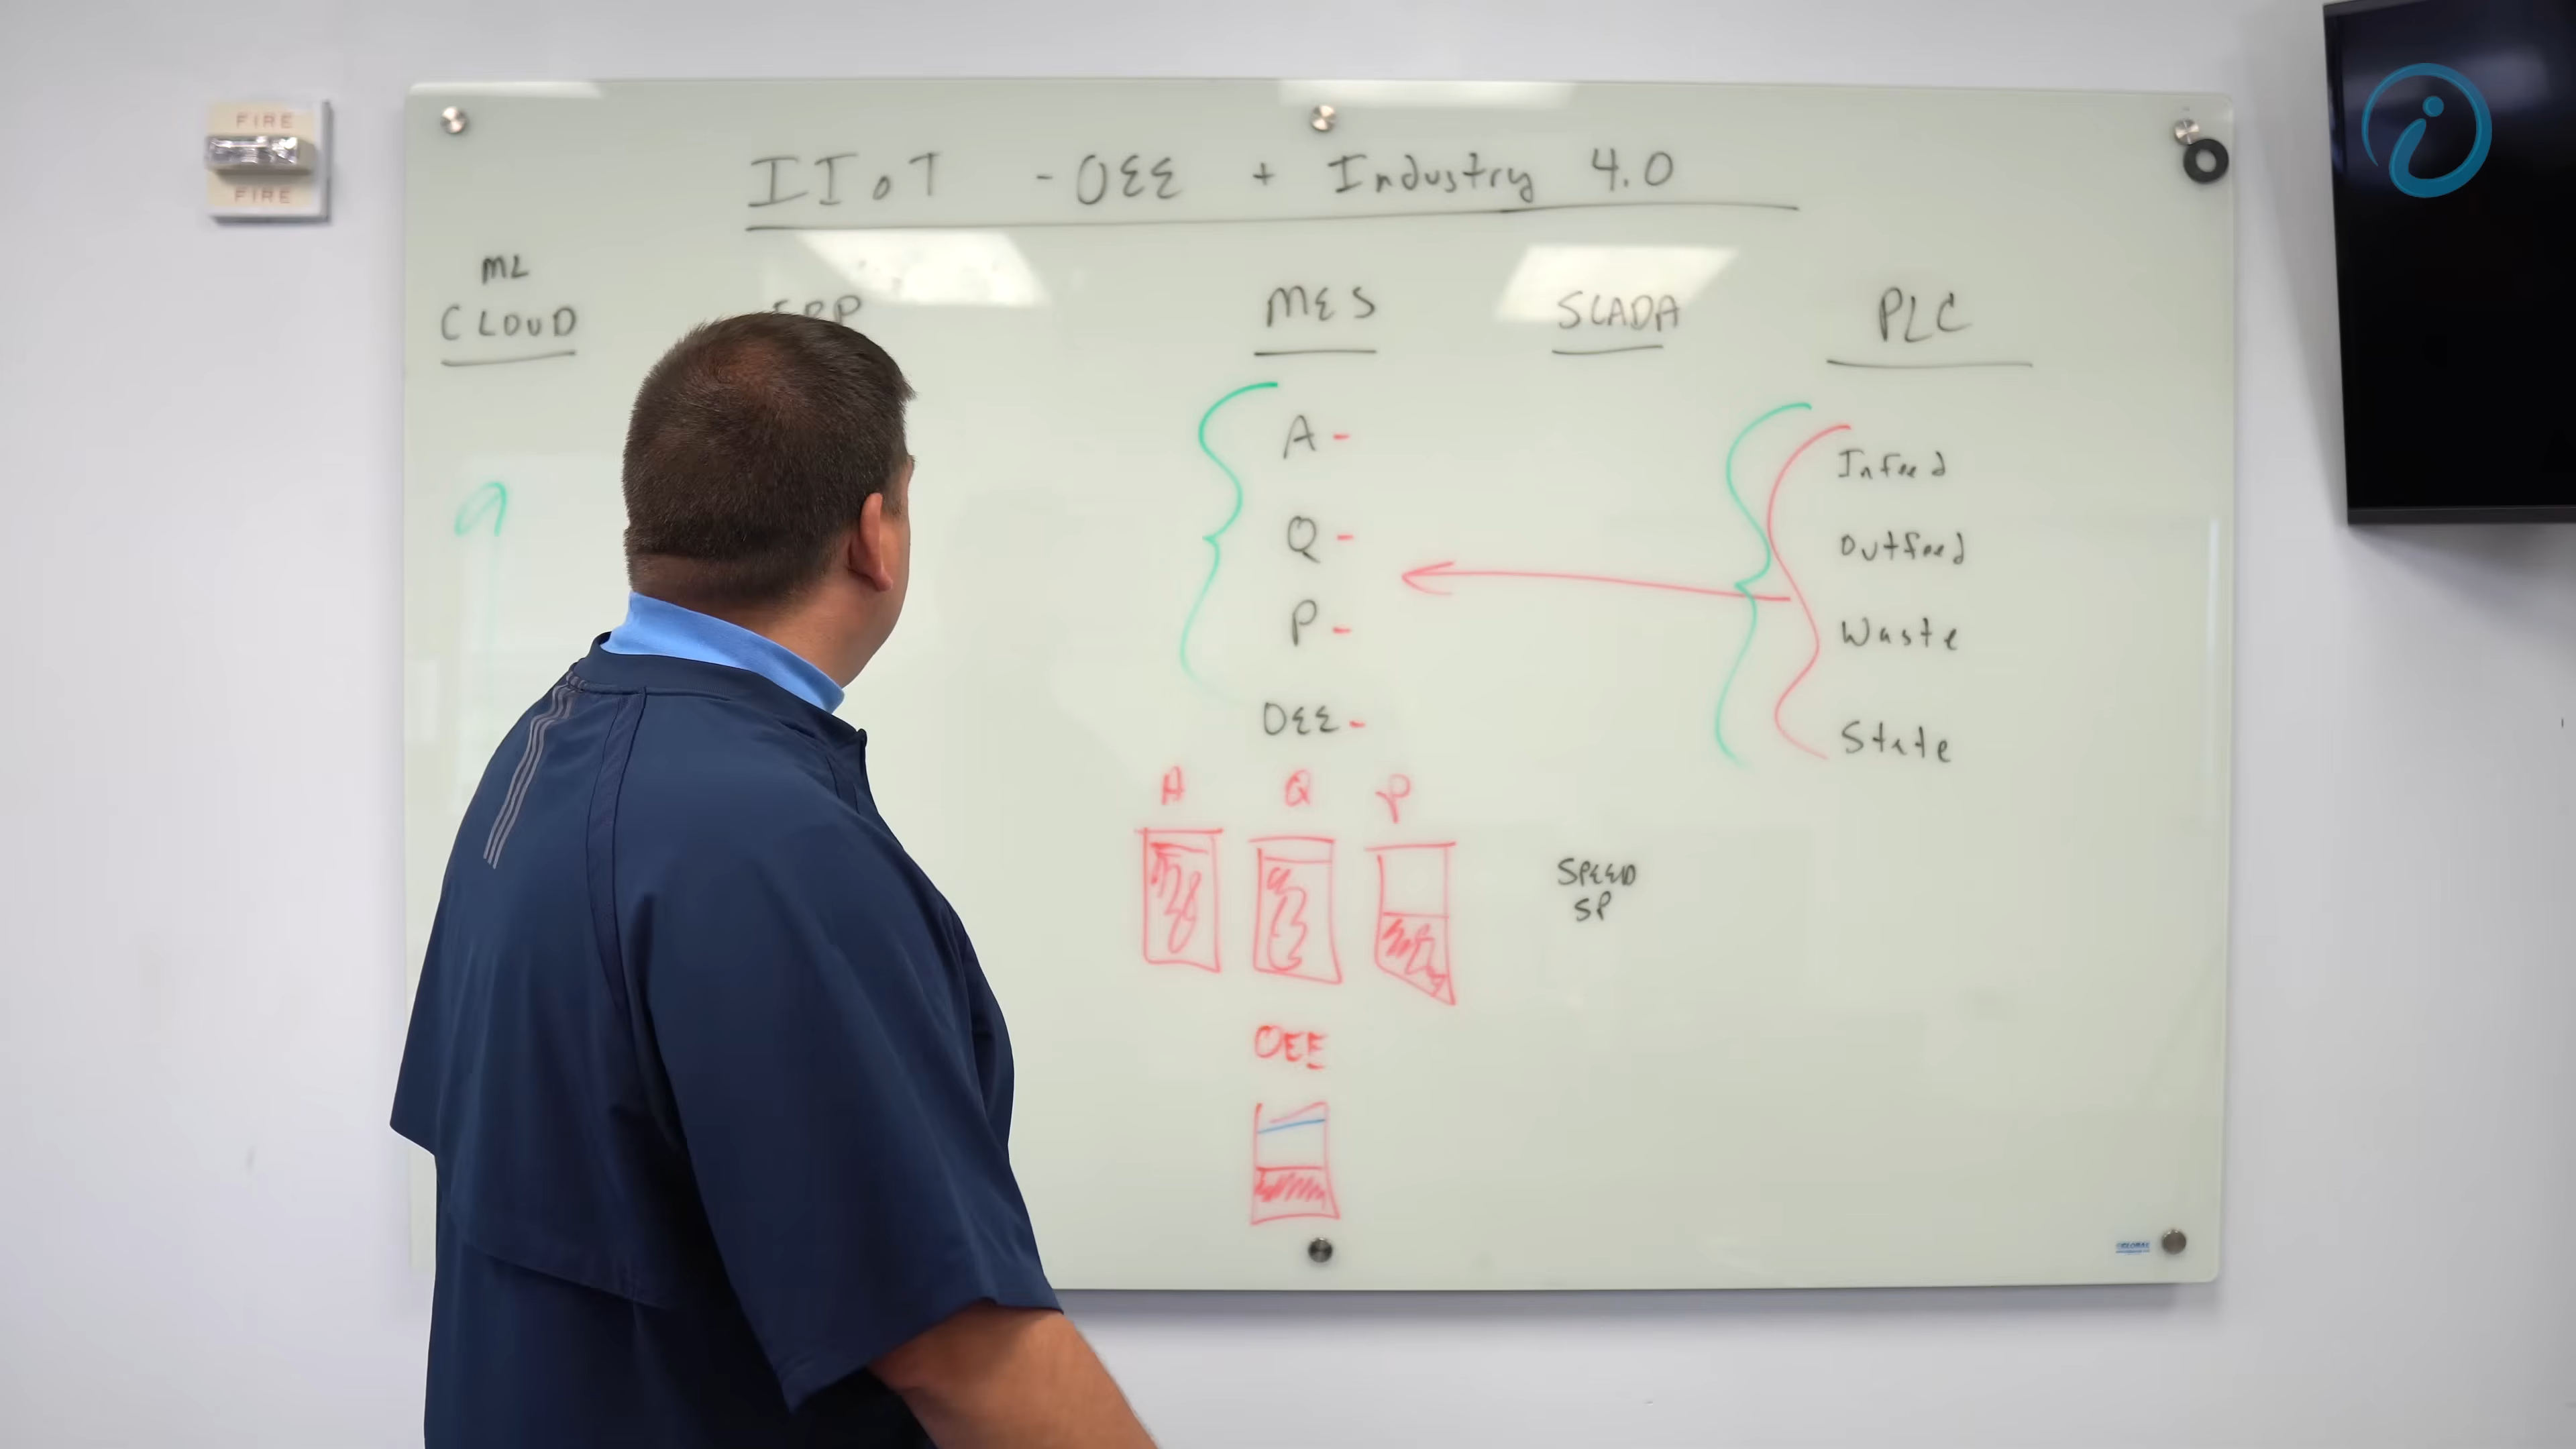 FIRE
FIRE
IIoT - OEE + Industry 4.0
ML
CLOUD
ERP
MES
SCADA
PLC
A -
Q -
P -
OEE -
Infeed
Outfeed
Waste
State
A Q P
SPEED
SP
OEE